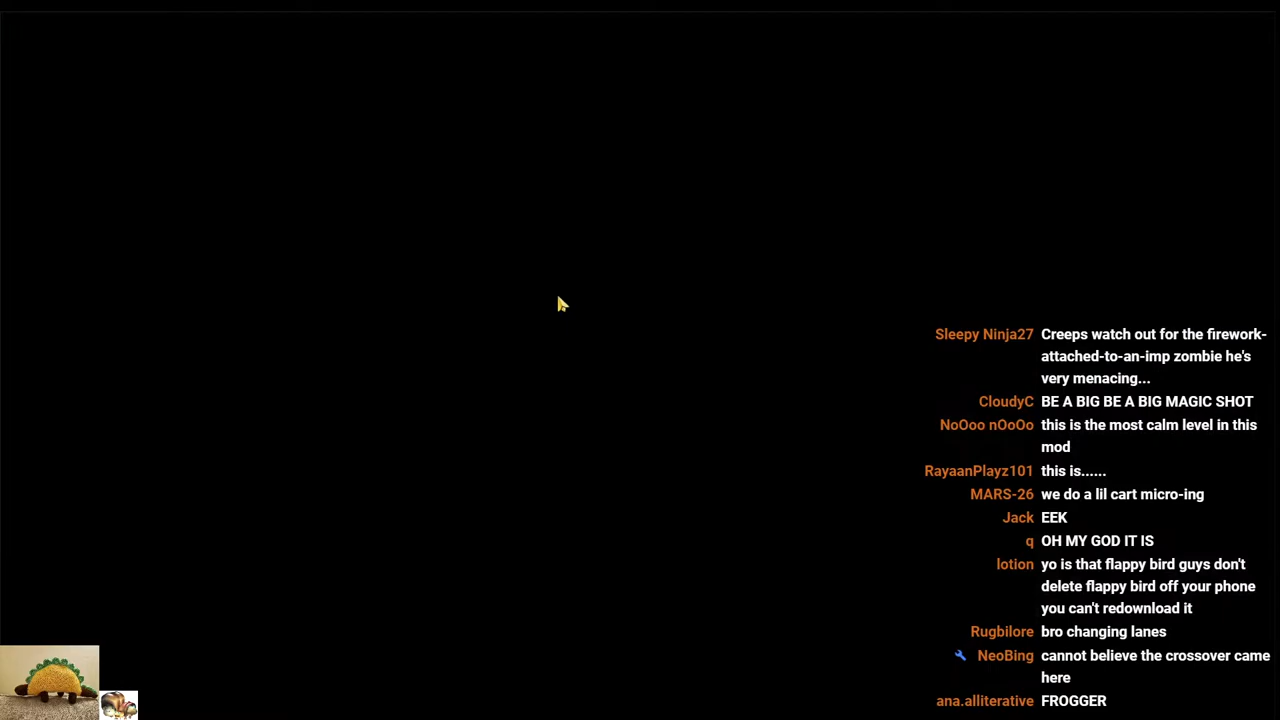 Sleepy Ninja27 Creeps watch out for the firework-
attached-to-an-imp zombie he's
very menacing...
CloudyC BE A BIG BE A BIG MAGIC SHOT
NoOoo nOoOo this is the most calm level in this
mod
RayaanPlayz101 this is......
MARS-26 we do a lil cart micro-ing
Jack EEK
q OH MY GOD IT IS
lotion yo is that flappy bird guys don't
delete flappy bird off your phone
you can't redownload it
Rugbilore bro changing lanes
NeoBing cannot believe the crossover came
here
ana.alliterative FROGGER